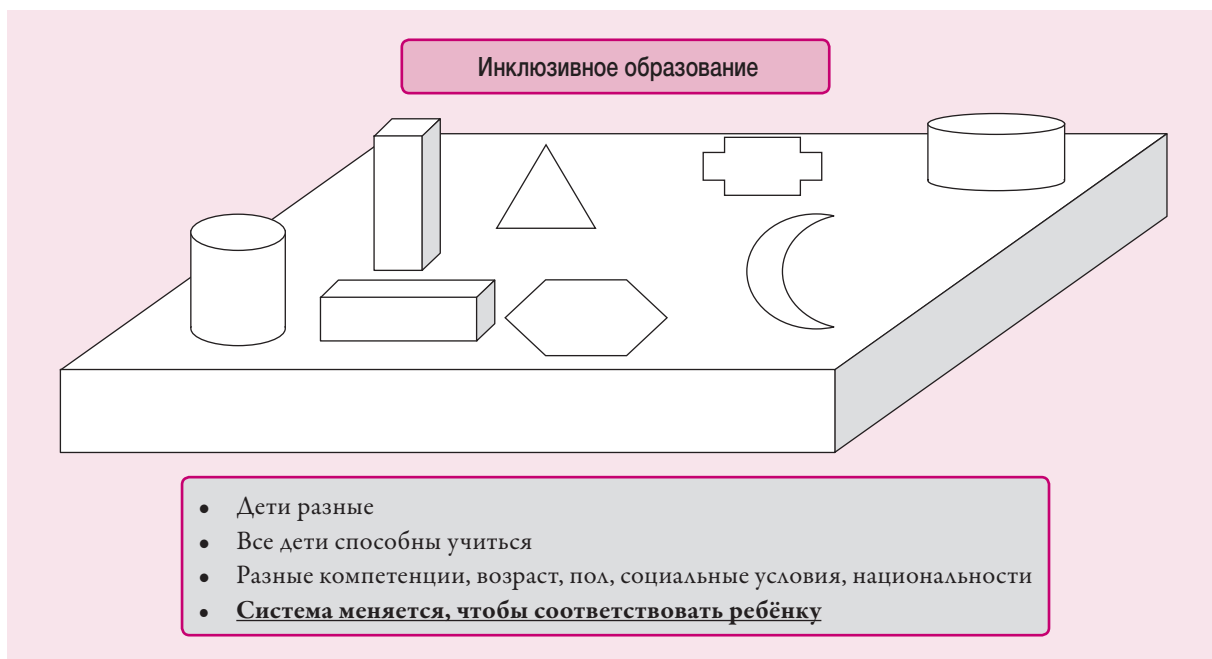 Инклюзивное образование
• Дети разные
• Все дети способны учиться
• Разные компетенции, возраст, пол, социальные условия, национальности
• Система меняется, чтобы соответствовать ребёнку